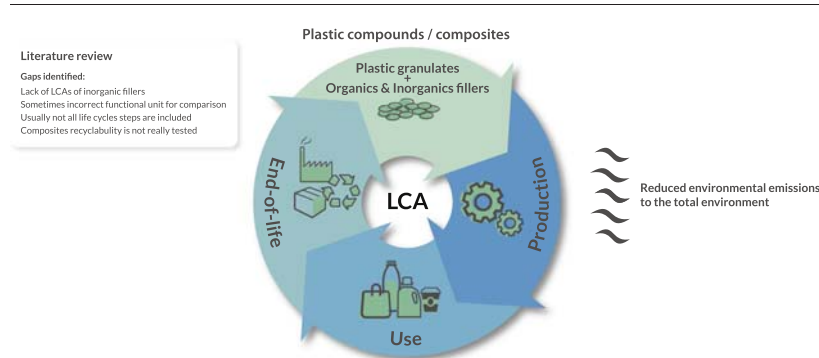 Plastic compounds / composites
Literature review
Gaps identified:
Lack of LCAs of inorganic fillers
Sometimes incorrect functional unit for comparison
Usually not all life cycles steps are included
Composites recyclabulity is not really tested
Plastic granulates
+
Organics & Inorganics fillers
End-of-life
LCA
Production
Use
Reduced environmental emissions
to the total environment